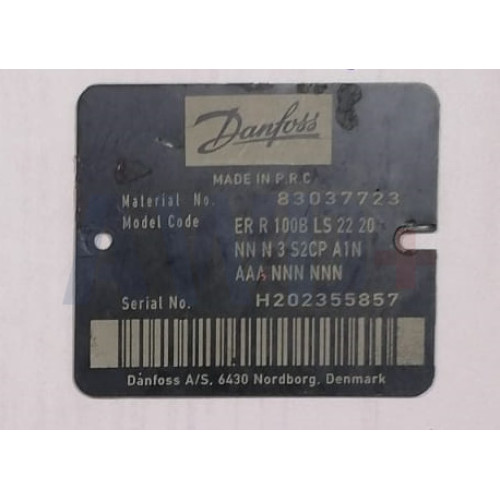 Danfoss
MADE IN P.R.C
Material No. 83037723
Model Code ER R 100B LS 22 20
NN N 3 S2CP A1N
AAA NNN NNN
Serial No. H202355857
Danfoss A/S, 6430 Nordborg, Denmark